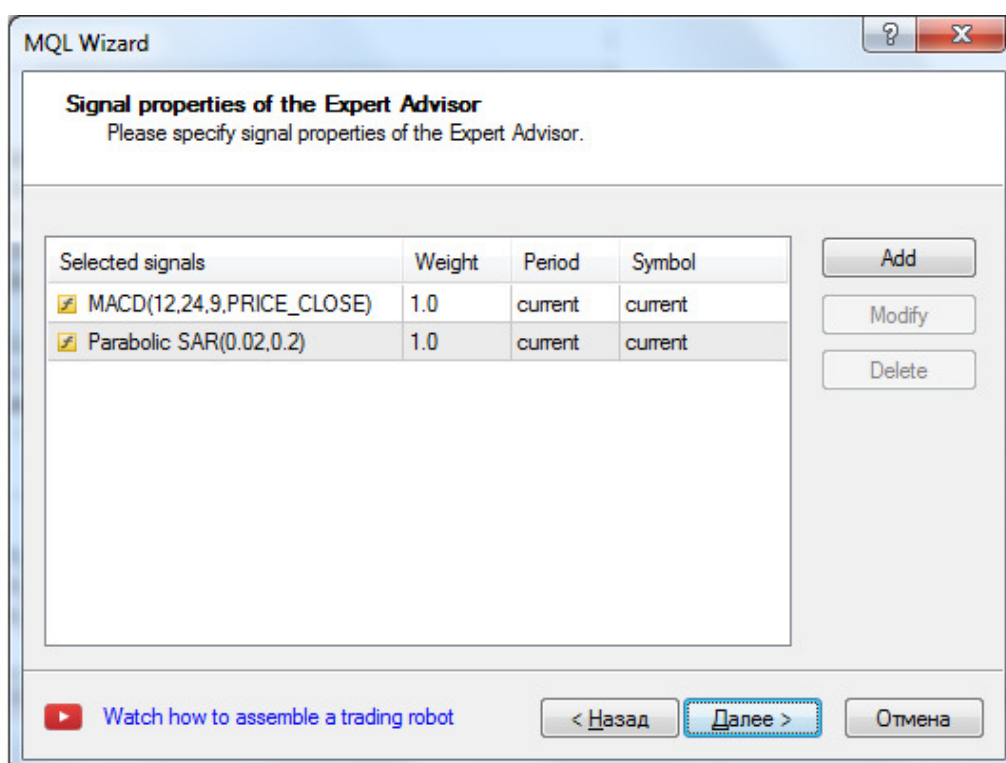 MQL Wizard
Signal properties of the Expert Advisor
Please specify signal properties of the Expert Advisor.
Selected signals Weight Period Symbol
MACD(12,24,9,PRICE_CLOSE) 1.0 current current
Parabolic SAR(0.02,0.2) 1.0 current current
Add
Modify
Delete
Watch how to assemble a trading robot
< Назад Далее > Отмена